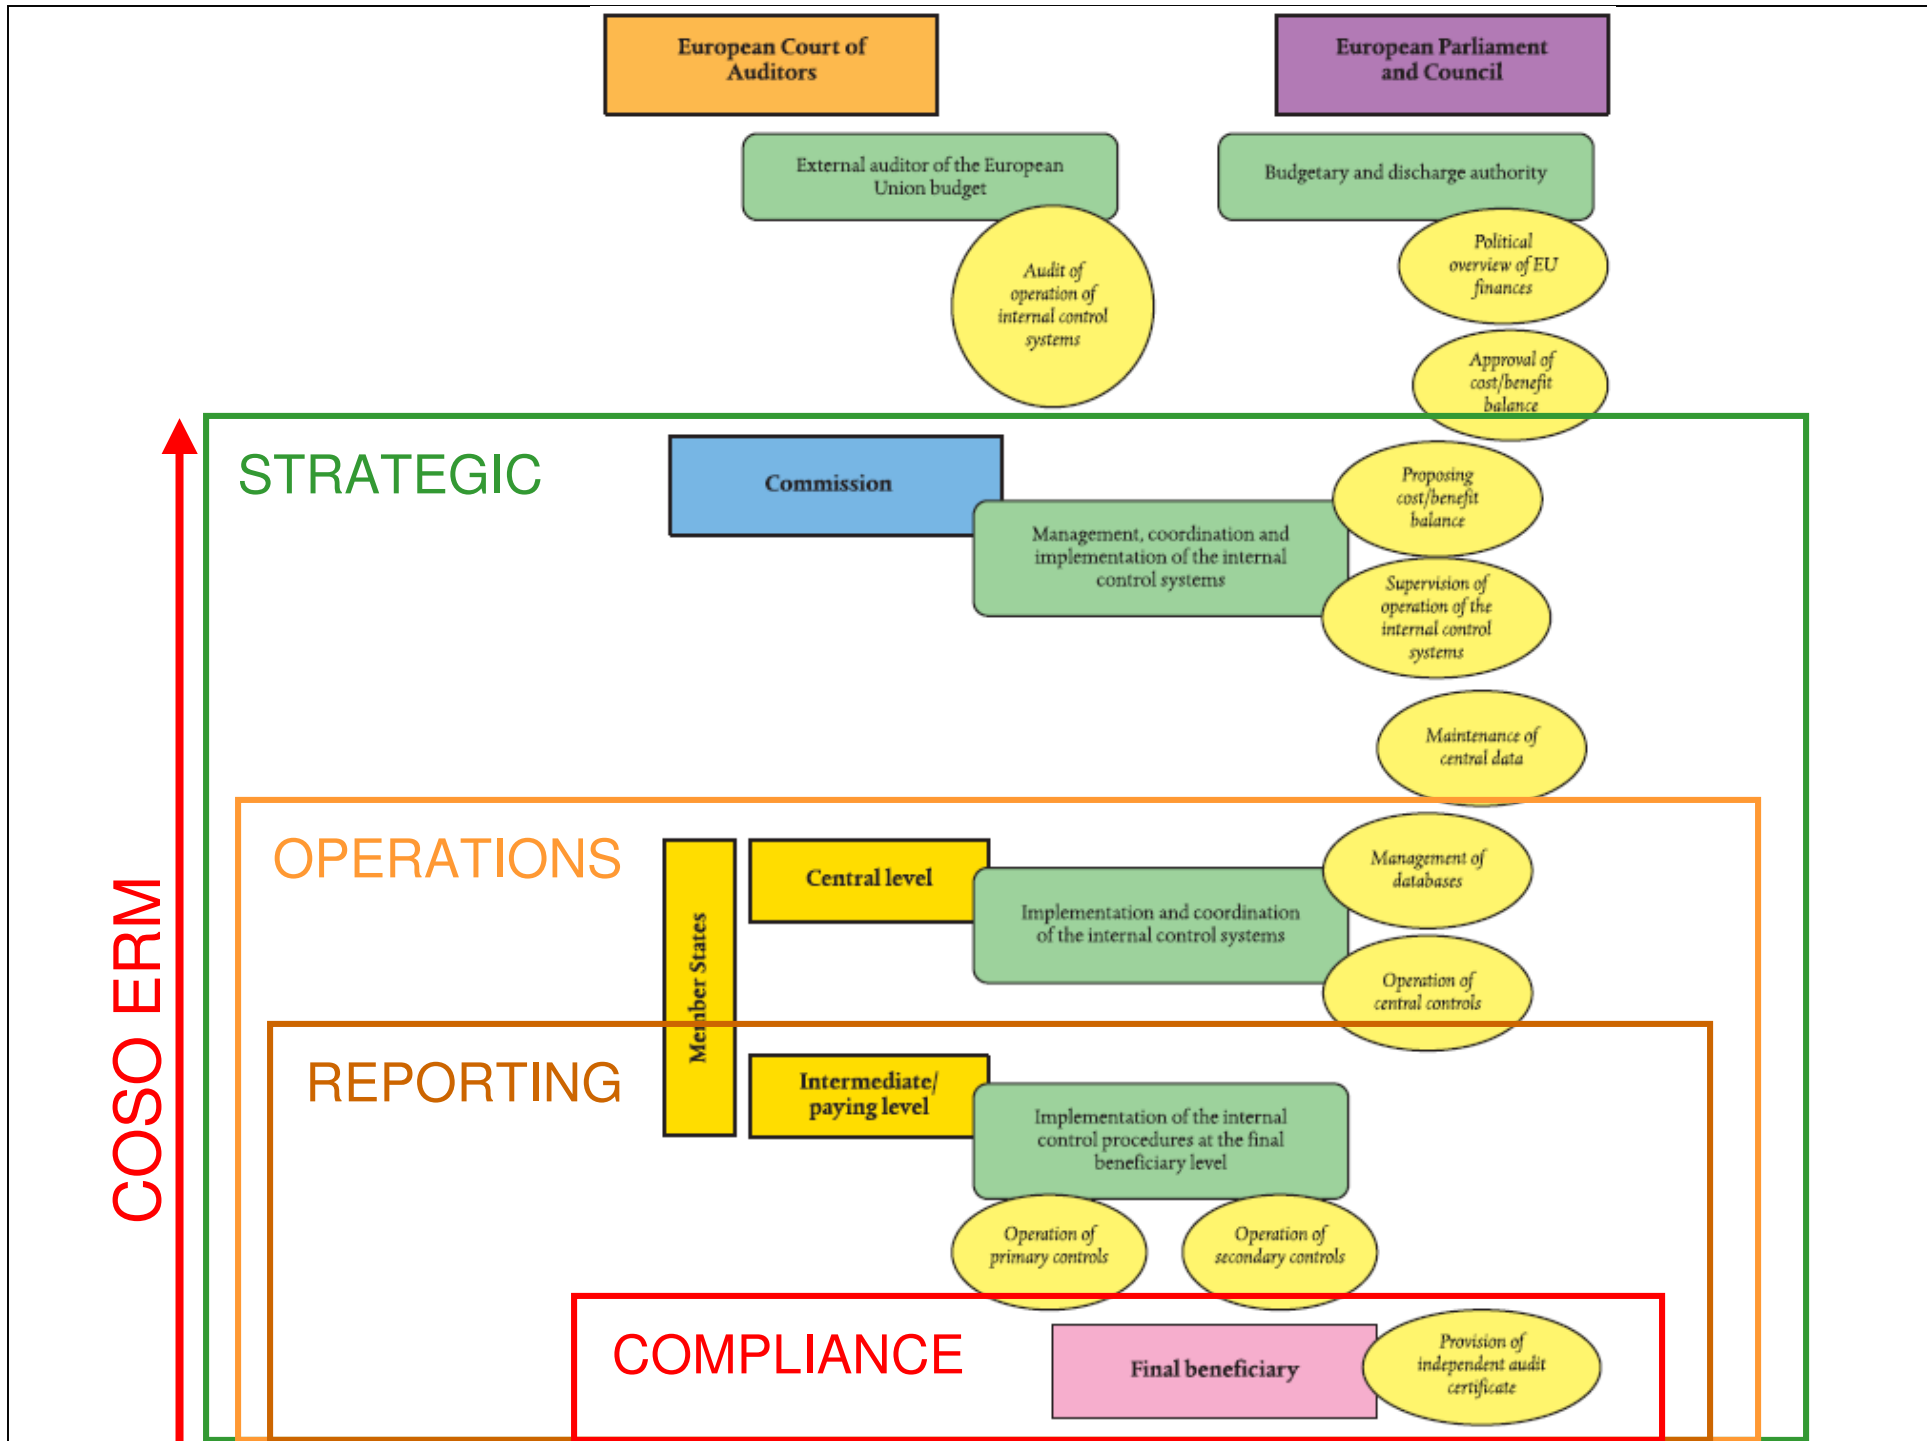 European Court of
Auditors
European Parliament
and Council
External auditor of the European
Union budget
Budgetary and discharge authority
Audit of
operation of
internal control
systems
Political
overview of EU
finances
Approval of
cost/benefit
balance
STRATEGIC
Commission
Management, coordination and
implementation of the internal
control systems
Proposing
cost/benefit
balance
Supervision of
operation of the
internal control
systems
Maintenance of
central data
COSO ERM
OPERATIONS
Member States
Central level
Implementation and coordination
of the internal control systems
Management of
databases
Operation of
central controls
REPORTING
Intermediate/
paying level
Implementation of the internal
control procedures at the final
beneficiary level
Operation of
primary controls
Operation of
secondary controls
COMPLIANCE
Final beneficiary
Provision of
independent audit
certificate